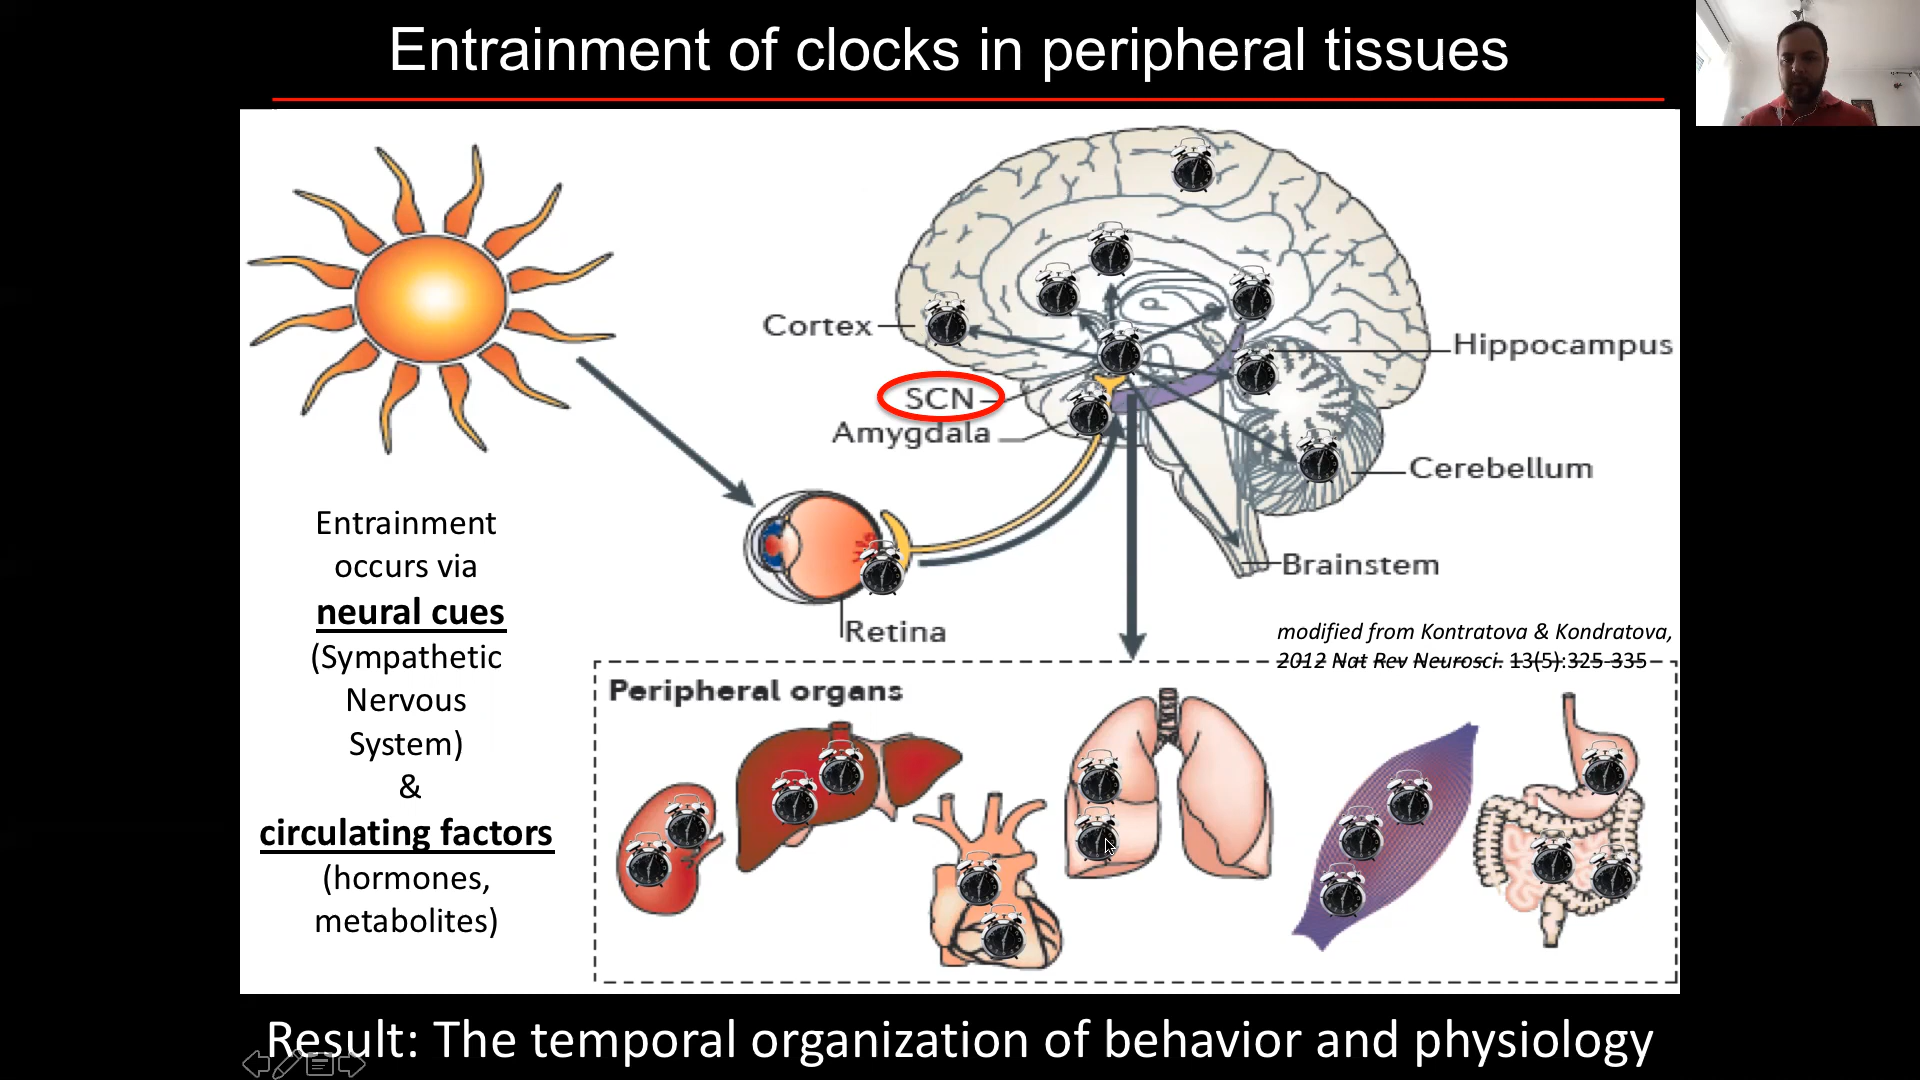 Entrainment of clocks in peripheral tissues
Cortex
SCN
Amygdala
Hippocampus
Cerebellum
Brainstem
Retina
Entrainment
occurs via
neural cues
(Sympathetic
Nervous
System)
&
circulating factors
(hormones,
metabolites)
modified from Kontratova & Kondratova,
2012 Nat Rev Neurosci. 13(5):325-335
Peripheral organs
Result: The temporal organization of behavior and physiology